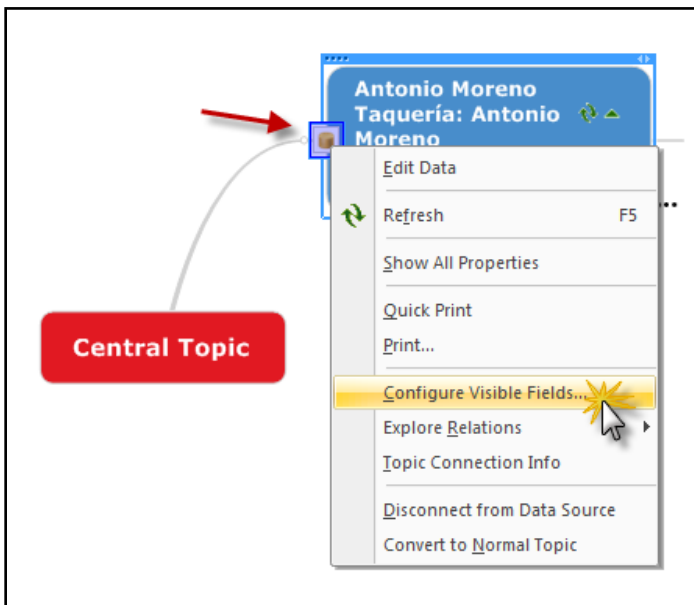 Antonio Moreno
Taquería: Antonio
Moreno
...
Edit Data
Refresh F5
Show All Properties
Quick Print
Print...
Central Topic
Configure Visible Fields...
Explore Relations
Topic Connection Info
Disconnect from Data Source
Convert to Normal Topic